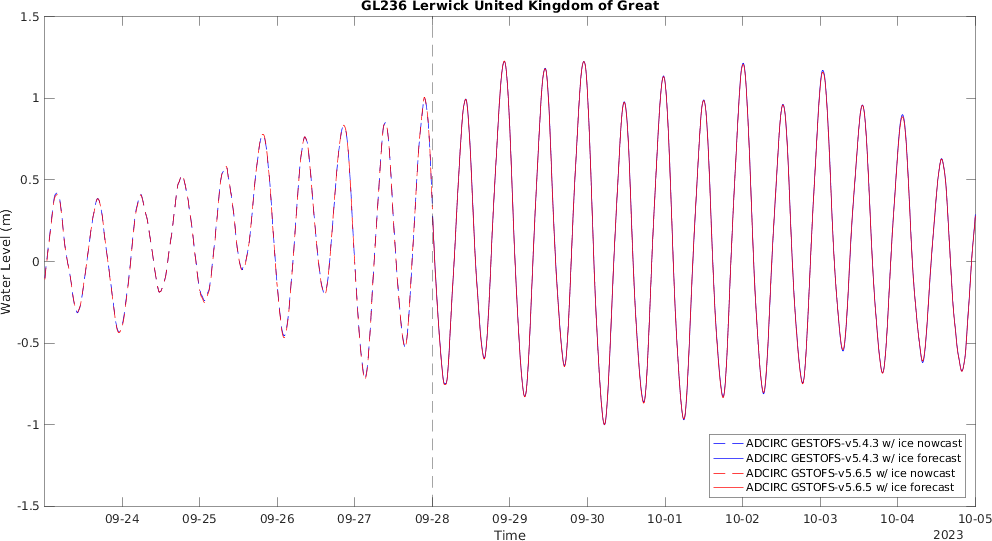 GL236 Lerwick United Kingdom of Great
1.5
1
0.5
0
-0.5
-1
-1.5
Water Level (m)
ADCIRC GESTOFS-v5.4.3 w/ ice nowcast
ADCIRC GESTOFS-v5.4.3 w/ ice forecast
ADCIRC GSTOFS-v5.6.5 w/ ice nowcast
ADCIRC GSTOFS-v5.6.5 w/ ice forecast
09-24 09-25 09-26 09-27 09-28 09-29 09-30 10-01 10-02 10-03 10-04 10-05
Time
2023